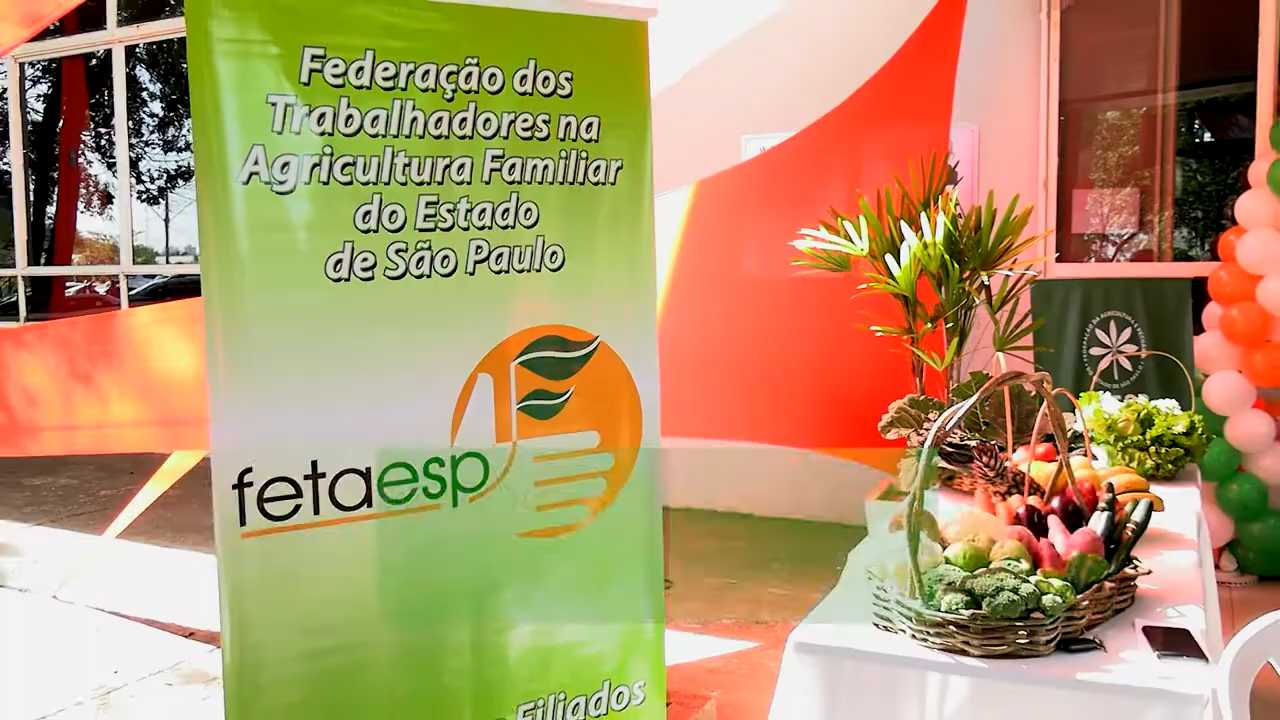 Federação dos
Trabalhadores na
Agricultura Familiar
do Estado
de São Paulo
fetaesp
Filiados